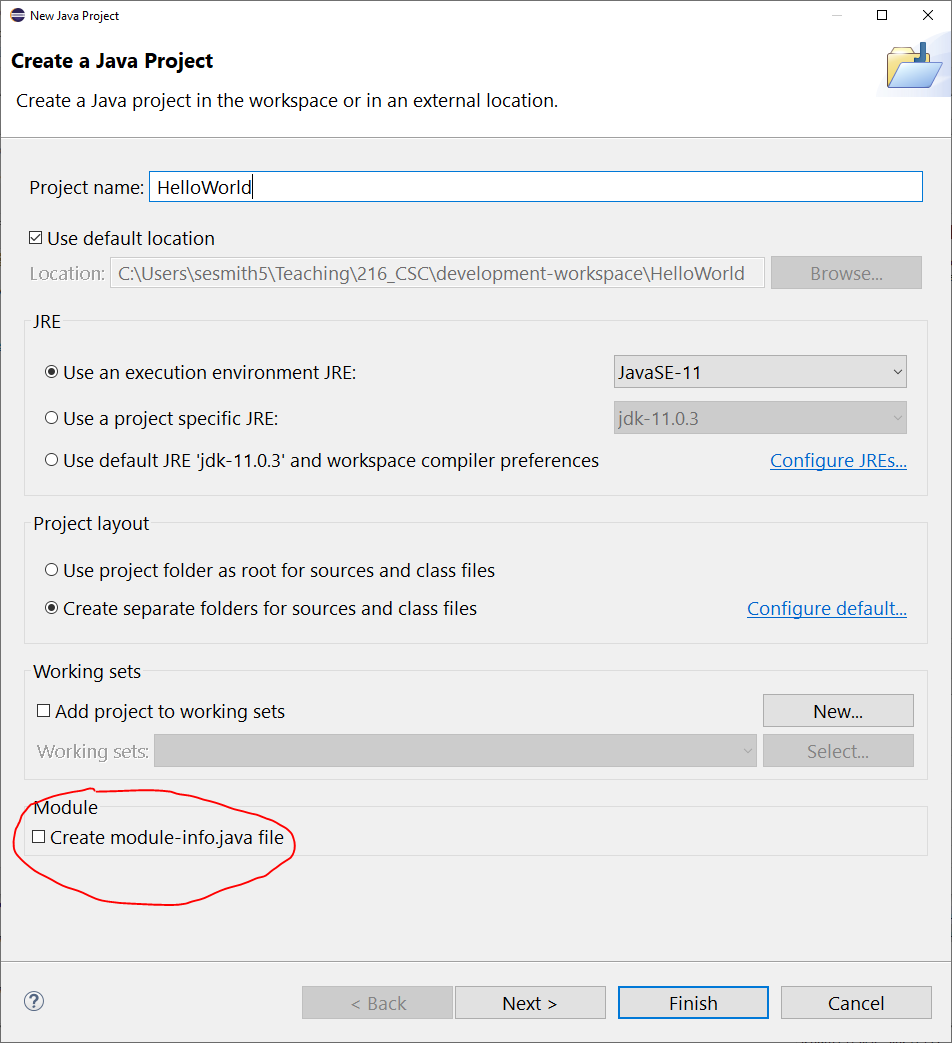 New Java Project
Create a Java Project
Create a Java project in the workspace or in an external location.
Project name: HelloWorld
Use default location
Location: C:\Users\sesmith5\Teaching\216_CSC\development-workspace\HelloWorld Browse...
JRE
Use an execution environment JRE: JavaSE-11
Use a project specific JRE: jdk-11.0.3
Use default JRE 'jdk-11.0.3' and workspace compiler preferences Configure JREs...
Project layout
Use project folder as root for sources and class files
Create separate folders for sources and class files Configure default...
Working sets
Add project to working sets New...
Working sets: Select...
Module
Create module-info.java file
? < Back Next > Finish Cancel